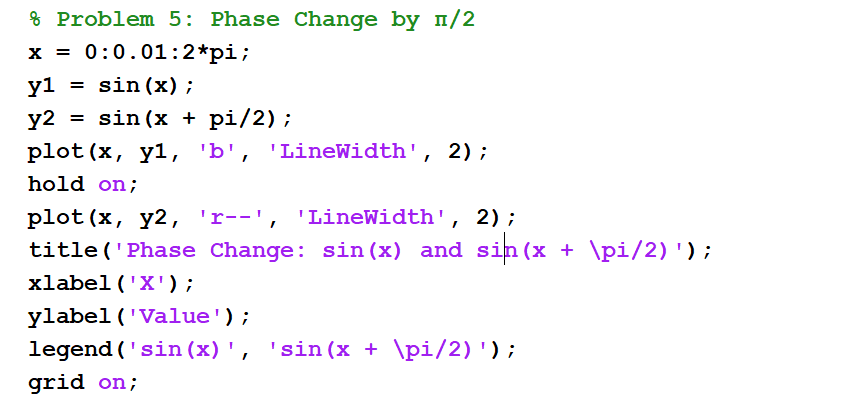 % Problem 5: Phase Change by π/2
x = 0:0.01:2*pi;
y1 = sin(x);
y2 = sin(x + pi/2);
plot(x, y1, 'b', 'LineWidth', 2);
hold on;
plot(x, y2, 'r--', 'LineWidth', 2);
title('Phase Change: sin(x) and sin(x + \pi/2)');
xlabel('X');
ylabel('Value');
legend('sin(x)', 'sin(x + \pi/2)');
grid on;